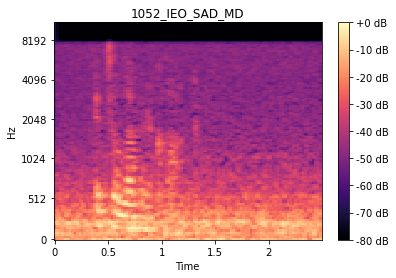 1052_IEO_SAD_MD
8192
4096
2048
1024
512
0
Hz
0
0.5
1
1.5
2
Time
+0 dB
-10 dB
-20 dB
-30 dB
-40 dB
-50 dB
-60 dB
-70 dB
-80 dB